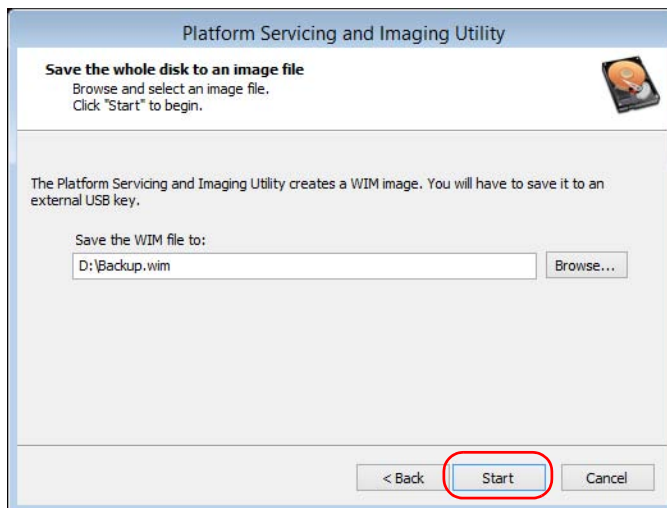 Platform Servicing and Imaging Utility
Save the whole disk to an image file
Browse and select an image file.
Click "Start" to begin.
The Platform Servicing and Imaging Utility creates a WIM image. You will have to save it to an
external USB key.
Save the WIM file to:
D:\Backup.wim
Browse...
< Back
Start
Cancel